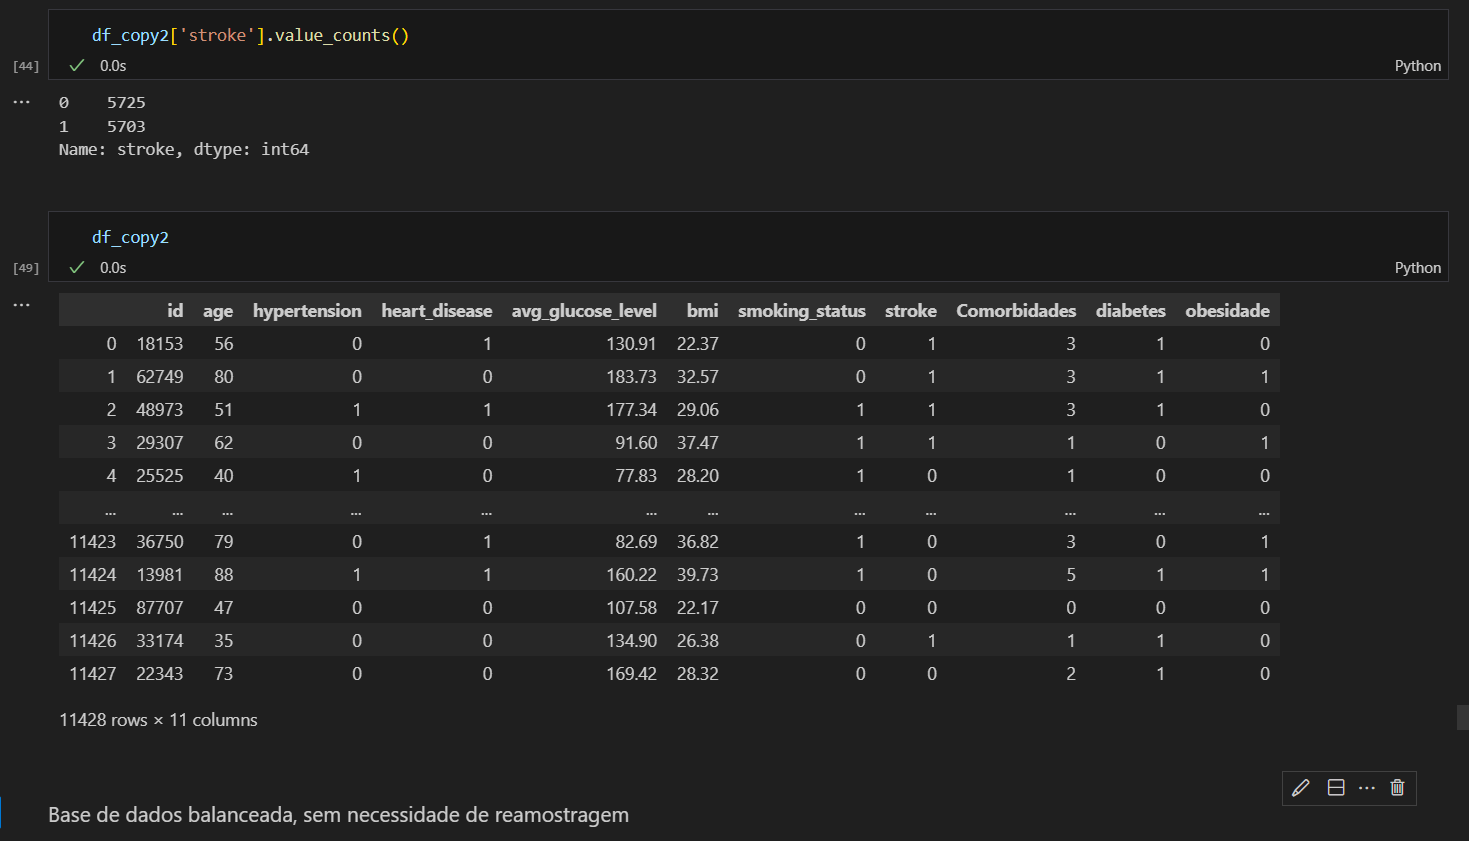 df_copy2['stroke'].value_counts()
[44] 0.0s Python
... 0 5725
1 5703
Name: stroke, dtype: int64
df_copy2
[49] 0.0s Python
... id age hypertension heart_disease avg_glucose_level bmi smoking_status stroke Comorbidades diabetes obesidade
0 18153 56 0 1 130.91 22.37 0 1 3 1 0
1 62749 80 0 0 183.73 32.57 0 1 3 1 1
2 48973 51 1 1 177.34 29.06 1 1 3 1 0
3 29307 62 0 0 91.60 37.47 1 1 1 0 1
4 25525 40 1 0 77.83 28.20 1 0 1 0 0
... ... ... ... ... ... ... ... ... ... ... ...
11423 36750 79 0 1 82.69 36.82 1 0 3 0 1
11424 13981 88 1 1 160.22 39.73 1 0 5 1 1
11425 87707 47 0 0 107.58 22.17 0 0 0 0 0
11426 33174 35 0 0 134.90 26.38 0 1 1 1 0
11427 22343 73 0 0 169.42 28.32 0 0 2 1 0
11428 rows × 11 columns
Base de dados balanceada, sem necessidade de reamostragem